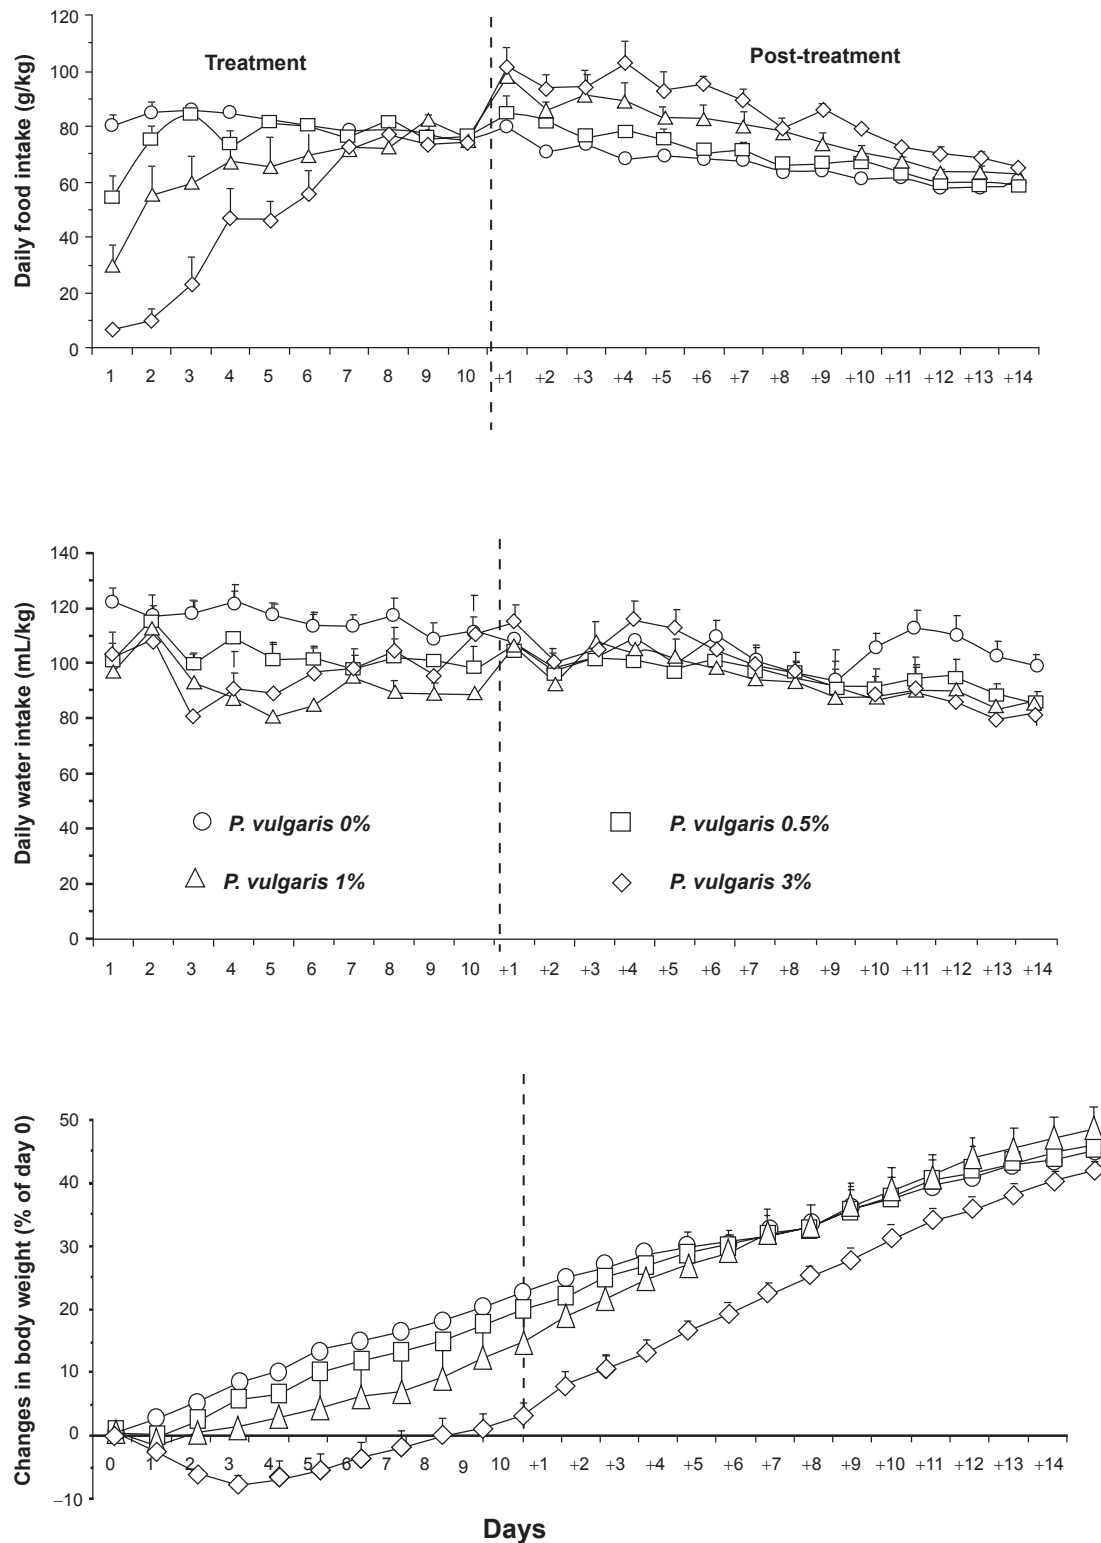 120
100
80
60
40
20
0
Daily food intake (g/kg)
Treatment
Post-treatment
1 2 3 4 5 6 7 8 9 10 +1 +2 +3 +4 +5 +6 +7 +8 +9 +10 +11 +12 +13 +14
140
120
100
80
60
40
20
0
Daily water intake (mL/kg)
P. vulgaris 0%
P. vulgaris 0.5%
P. vulgaris 1%
P. vulgaris 3%
1 2 3 4 5 6 7 8 9 10 +1 +2 +3 +4 +5 +6 +7 +8 +9 +10 +11 +12 +13 +14
50
40
30
20
10
0
−10
Changes in body weight (% of day 0)
0 1 2 3 4 5 6 7 8 9 10 +1 +2 +3 +4 +5 +6 +7 +8 +9 +10 +11 +12 +13 +14
Days